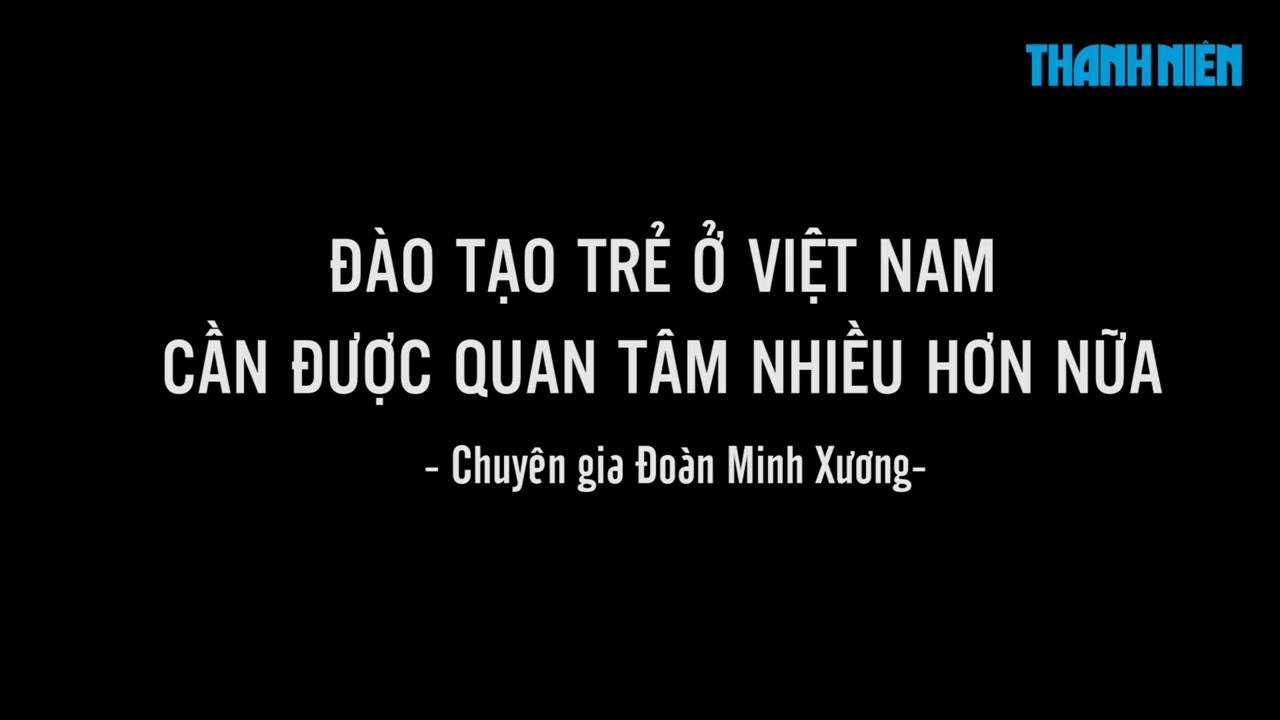 THANH NIÊN
ĐÀO TẠO TRẺ Ở VIỆT NAM
CẦN ĐƯỢC QUAN TÂM NHIỀU HƠN NỮA
- Chuyên gia Đoàn Minh Xương-